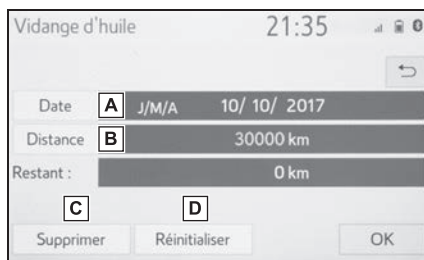 Vidange d'huile 21:35
Date A J/M/A 10/ 10/ 2017
Distance B 30000 km
Restant : 0 km
C D
Supprimer Réinitialiser OK